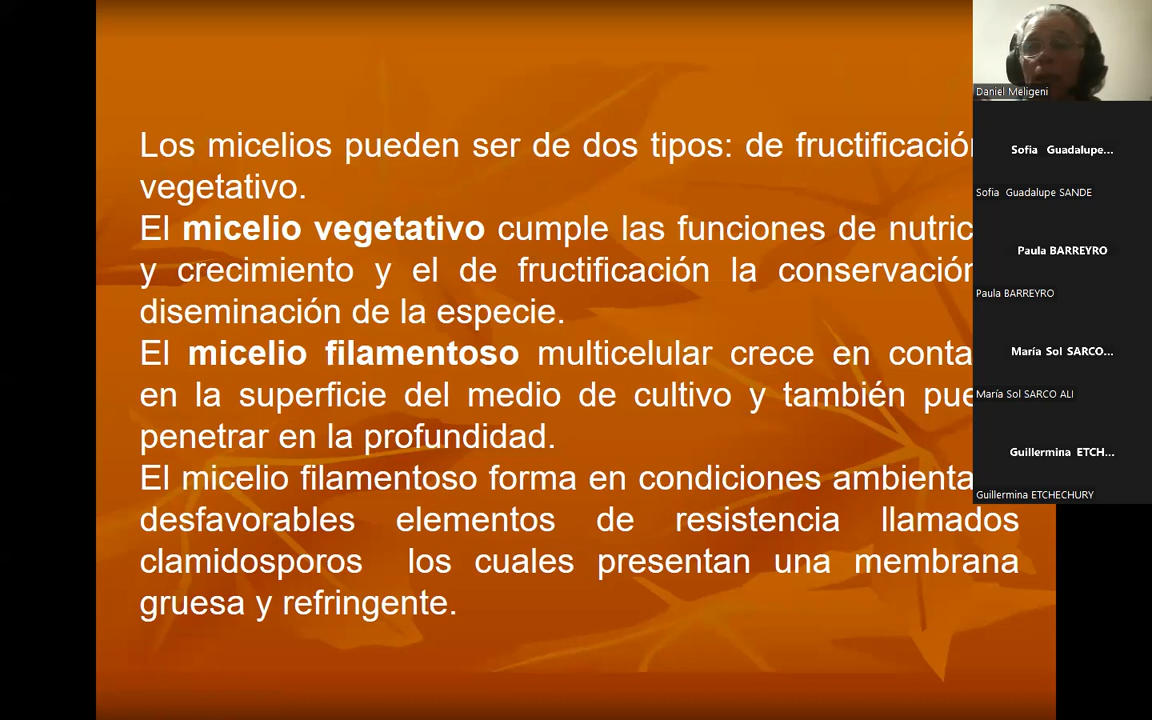 Los micelios pueden ser de dos tipos: de fructificación
vegetativo.
El micelio vegetativo cumple las funciones de nutric
y crecimiento y el de fructificación la conservación
diseminación de la especie.
El micelio filamentoso multicelular crece en conta
en la superficie del medio de cultivo y también pue
penetrar en la profundidad.
El micelio filamentoso forma en condiciones ambienta
desfavorables elementos de resistencia llamados
clamidosporos los cuales presentan una membrana
gruesa y refringente.
Daniel Meligeni
Sofia Guadalupe...
Sofia Guadalupe SANDE
Paula BARREYRO
Paula BARREYRO
María Sol SARCO...
María Sol SARCO ALI
Guillermina ETCH...
Guillermina ETCHECHURY